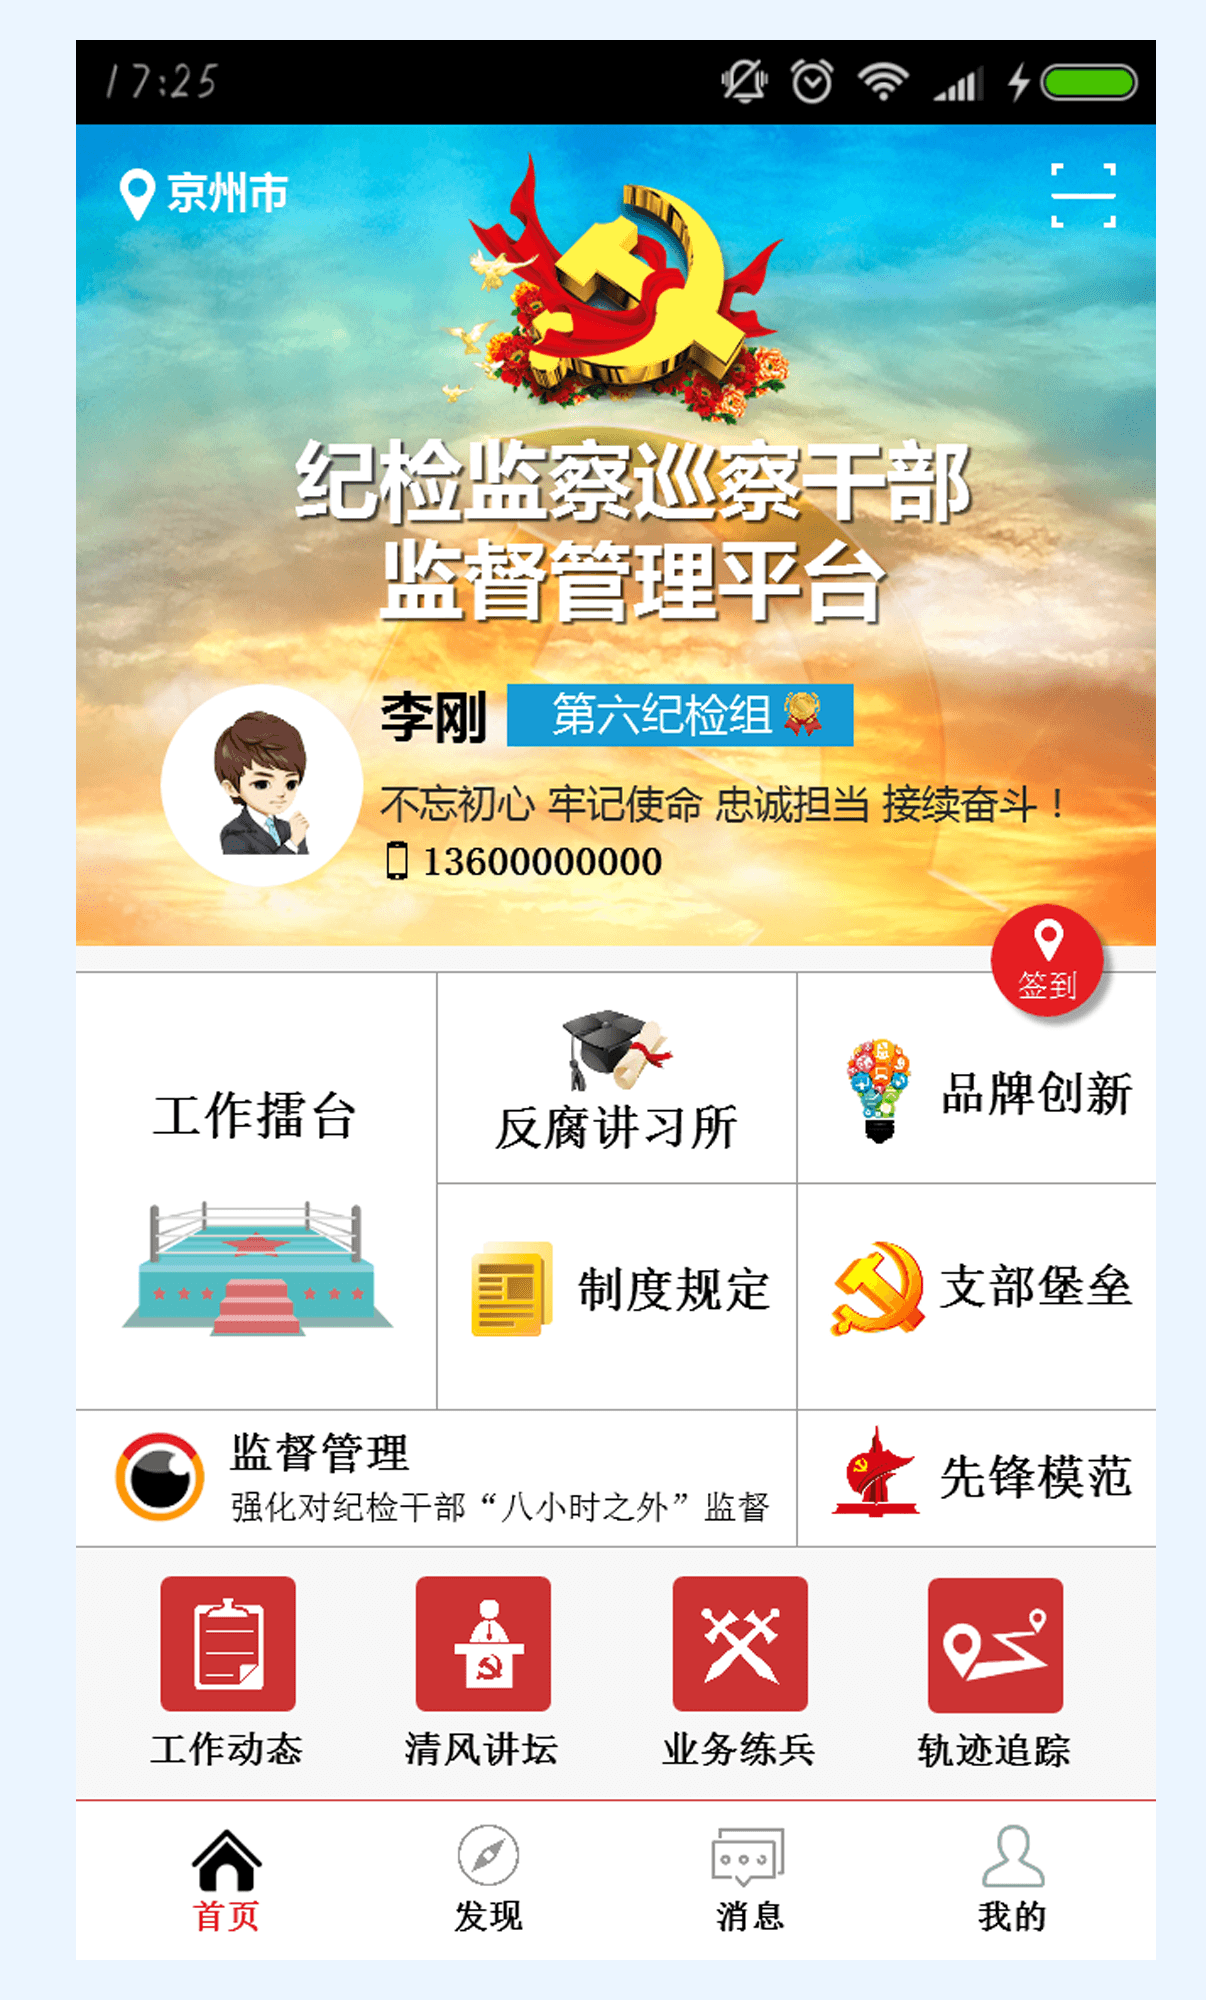 17:25
京州市
纪检监察巡察干部
监督管理平台
李刚 第六纪检组
不忘初心 牢记使命 忠诚担当 接续奋斗！
13600000000
签到
工作擂台
反腐讲习所
品牌创新
制度规定
支部堡垒
监督管理
强化对纪检干部“八小时之外”监督
先锋模范
工作动态 清风讲坛 业务练兵 轨迹追踪
首页 发现 消息 我的